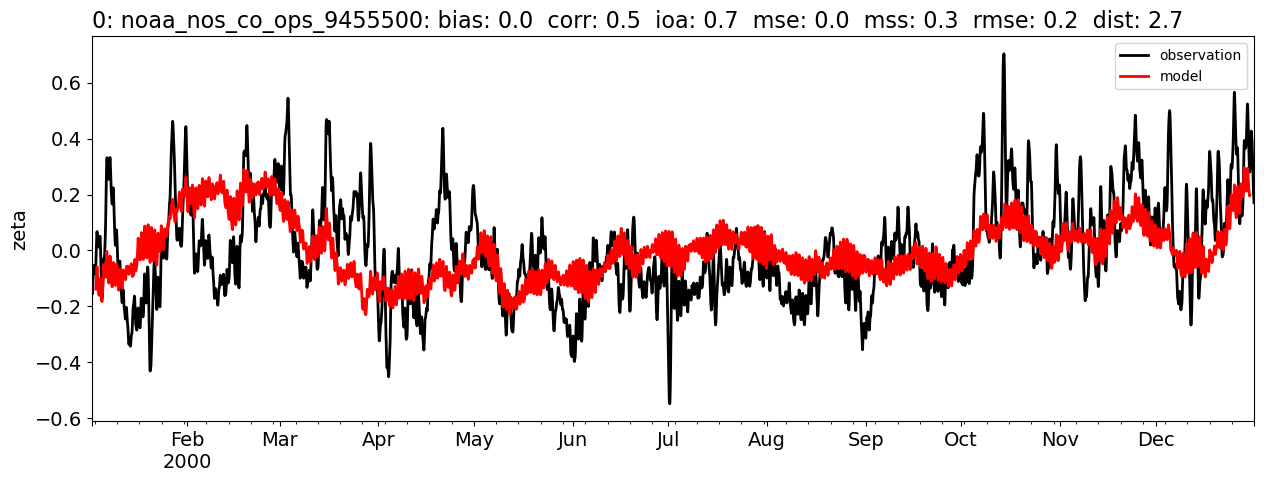 0: noaa_nos_co_ops_9455500: bias: 0.0  corr: 0.5  ioa: 0.7  mse: 0.0  mss: 0.3  rmse: 0.2  dist: 2.7
observation
model
zeta
0.6
0.4
0.2
0.0
−0.2
−0.4
−0.6
Feb Mar Apr May Jun Jul Aug Sep Oct Nov Dec
2000